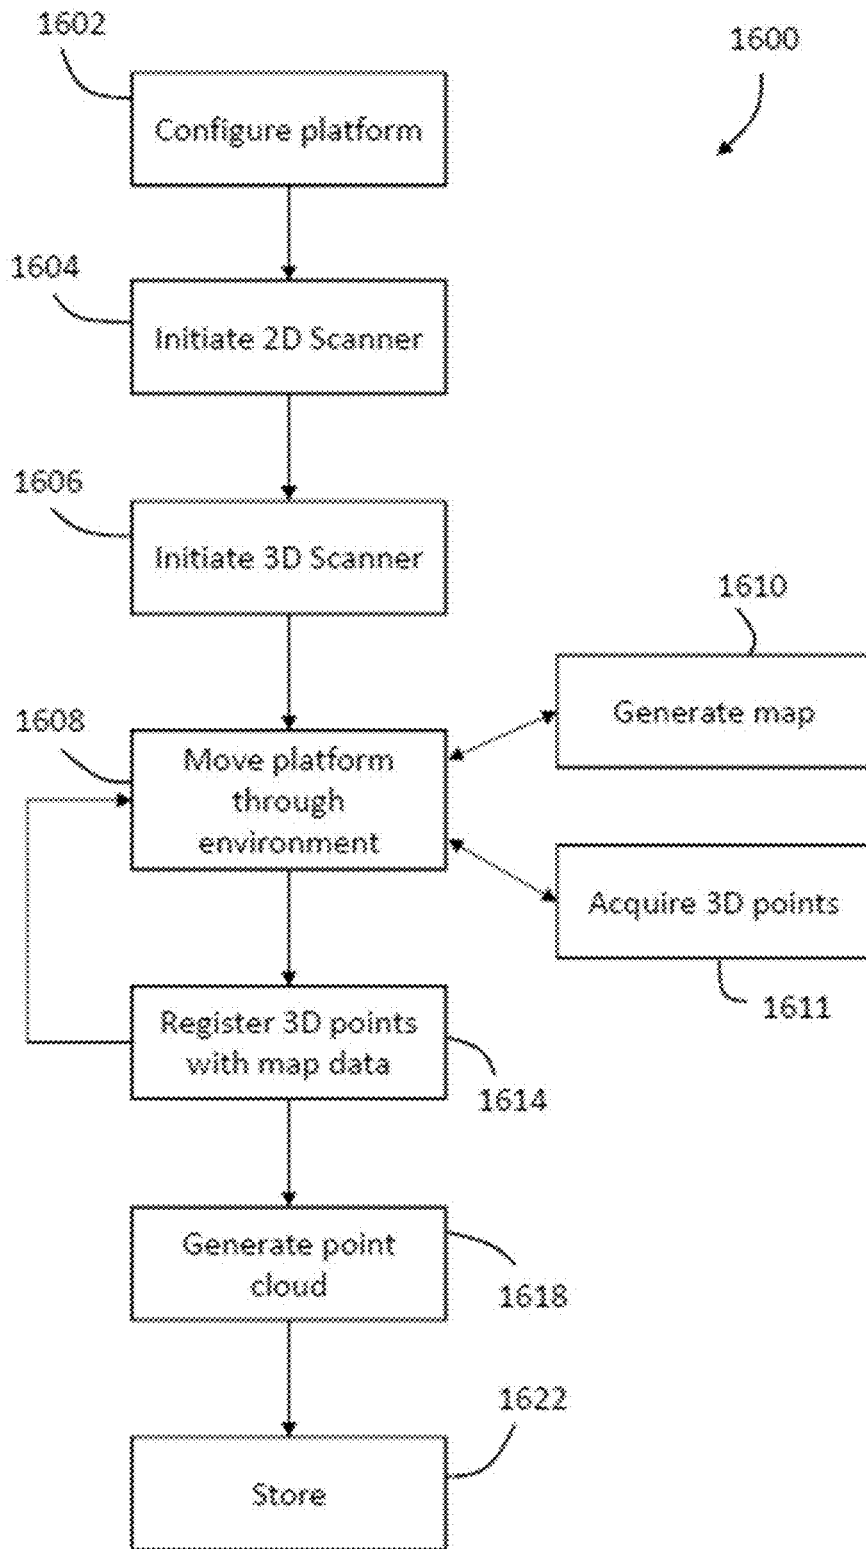 1602
1600
Configure platform
1604
Initiate 2D Scanner
1606
Initiate 3D Scanner
1610
Generate map
1608
Move platform
through
environment
Acquire 3D points
1611
Register 3D points
with map data
1614
Generate point
cloud
1618
1622
Store